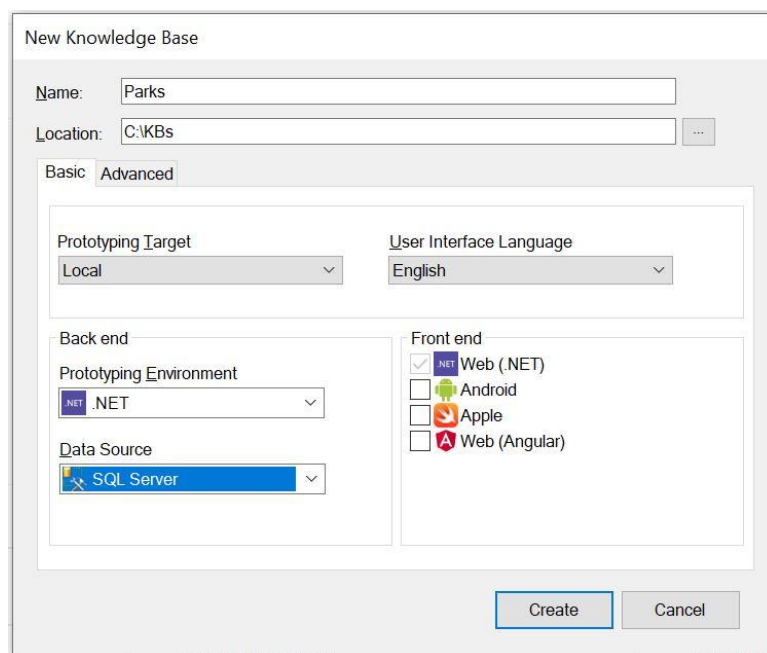 New Knowledge Base
Name: Parks
Location: C:\KBs ...
Basic Advanced
Prototyping Target User Interface Language
Local English
Back end Front end
.NET Web (.NET)
Prototyping Environment
Android
.NET .NET
Apple
Data Source
Web (Angular)
SQL Server
Create Cancel